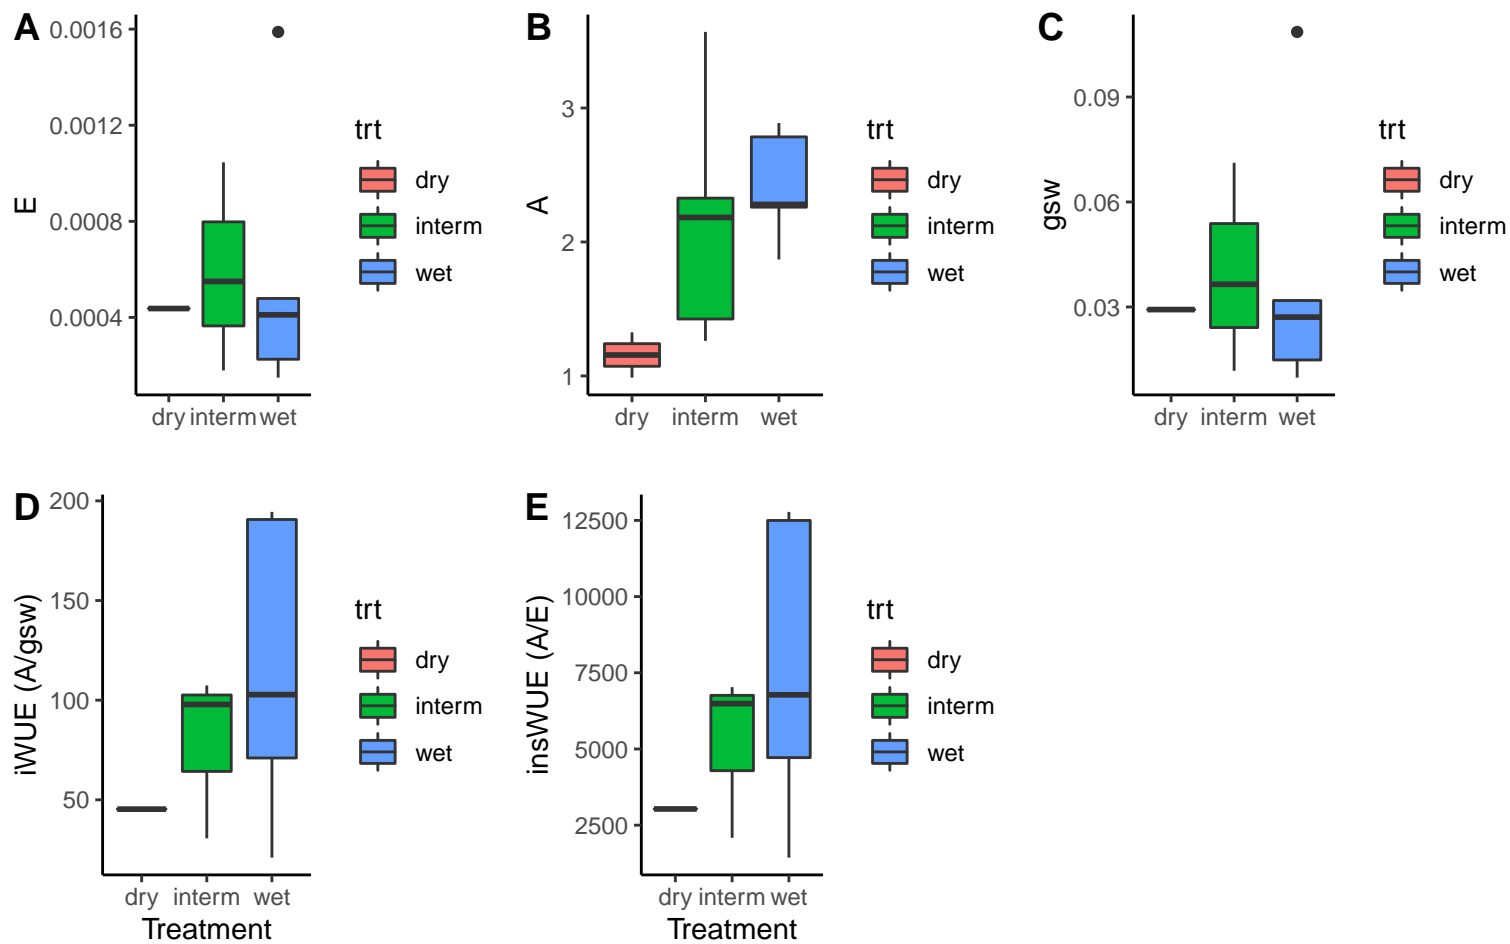 A
E
0.0016
0.0012
0.0008
0.0004
dry interm wet
trt
dry
interm
wet
B
A
3
2
1
dry interm wet
trt
dry
interm
wet
C
gsw
0.09
0.06
0.03
dry interm wet
trt
dry
interm
wet
D
iWUE (A/gsw)
200
150
100
50
dry interm wet
Treatment
trt
dry
interm
wet
E
insWUE (A/E)
12500
10000
7500
5000
2500
dry interm wet
Treatment
trt
dry
interm
wet